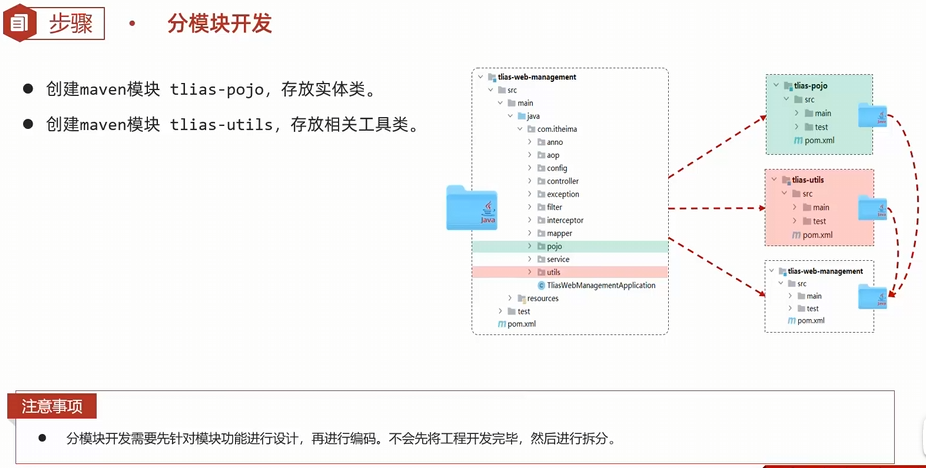 步骤 • 分模块开发
● 创建maven模块 tlias-pojo，存放实体类。
● 创建maven模块 tlias-utils，存放相关工具类。
tlias-web-management
src
main
java
com.itheima
anno
aop
config
controller
exception
filter
interceptor
mapper
pojo
service
utils
TliasWebManagementApplication
resources
test
pom.xml
Java
tlias-pojo
src
main
test
pom.xml
tlias-utils
src
main
test
pom.xml
tlias-web-management
src
main
test
pom.xml
注意事项
● 分模块开发需要先针对模块功能进行设计，再进行编码。不会先将工程开发完毕，然后进行拆分。